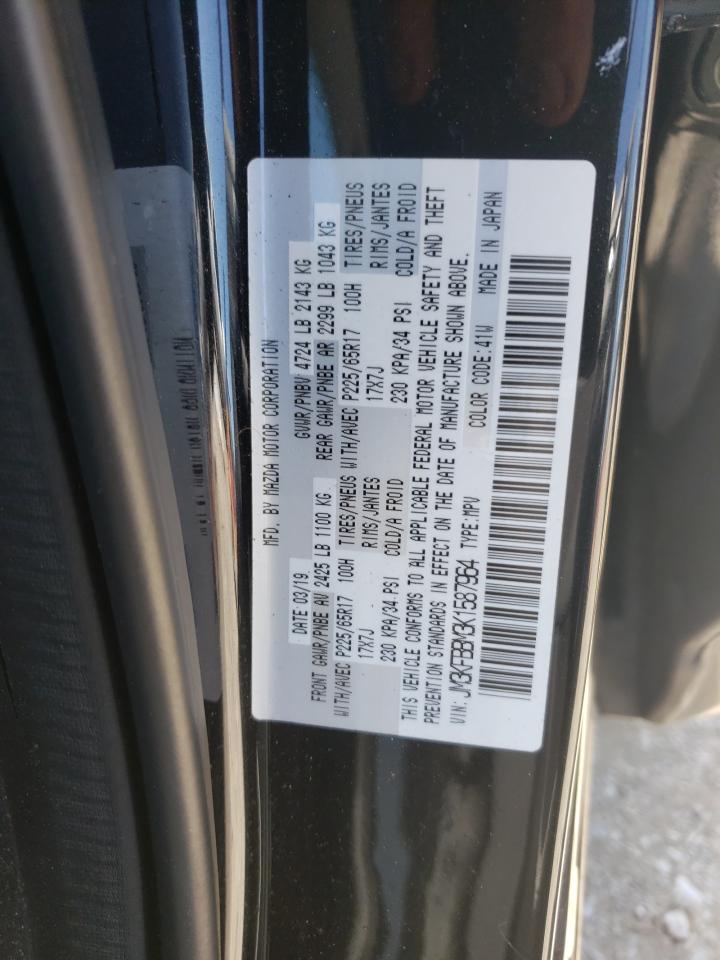 MFD. BY MAZDA MOTOR CORPORATION
DATE 03/19 GVWR/PNBV 4724 LB 2143 KG
FRONT GAWR/PNBE AV 2425 LB 1100 KG REAR GAWR/PNBE AR 2299 LB 1043 KG
WITH/AVEC P225/65R17 100H TIRES/PNEUS WITH/AVEC P225/65R17 100H TIRES/PNEUS
17X7J RIMS/JANTES 17X7J RIMS/JANTES
230 KPA/34 PSI COLD/A FROID 230 KPA/34 PSI COLD/A FROID
THIS VEHICLE CONFORMS TO ALL APPLICABLE FEDERAL MOTOR VEHICLE SAFETY AND THEFT
PREVENTION STANDARDS IN EFFECT ON THE DATE OF MANUFACTURE SHOWN ABOVE.
VIN: JM3KFBBM3K1587964 TYPE:MPV COLOR CODE:41W MADE IN JAPAN